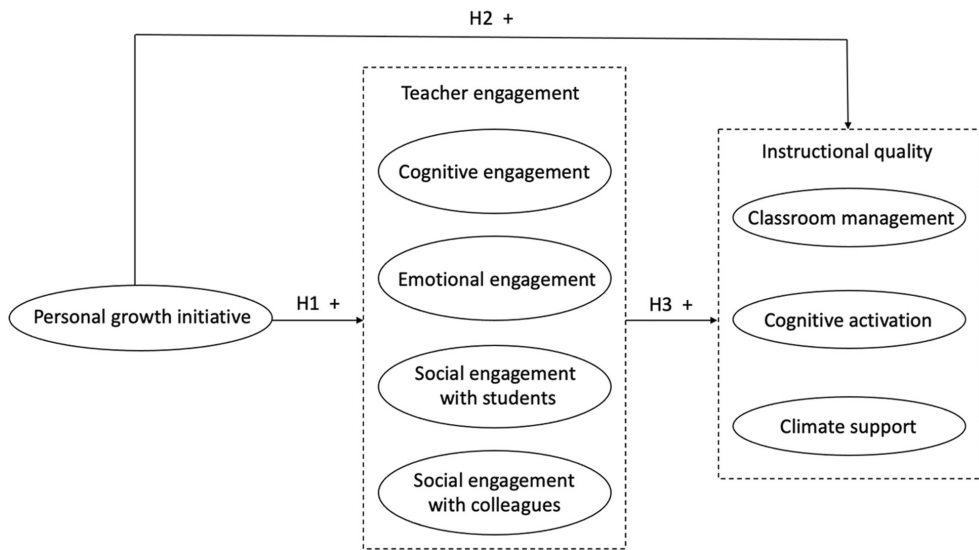 H2 +
Teacher engagement
Cognitive engagement
Emotional engagement
Social engagement
with students
Social engagement
with colleagues
Personal growth initiative
H1 +
H3 +
Instructional quality
Classroom management
Cognitive activation
Climate support